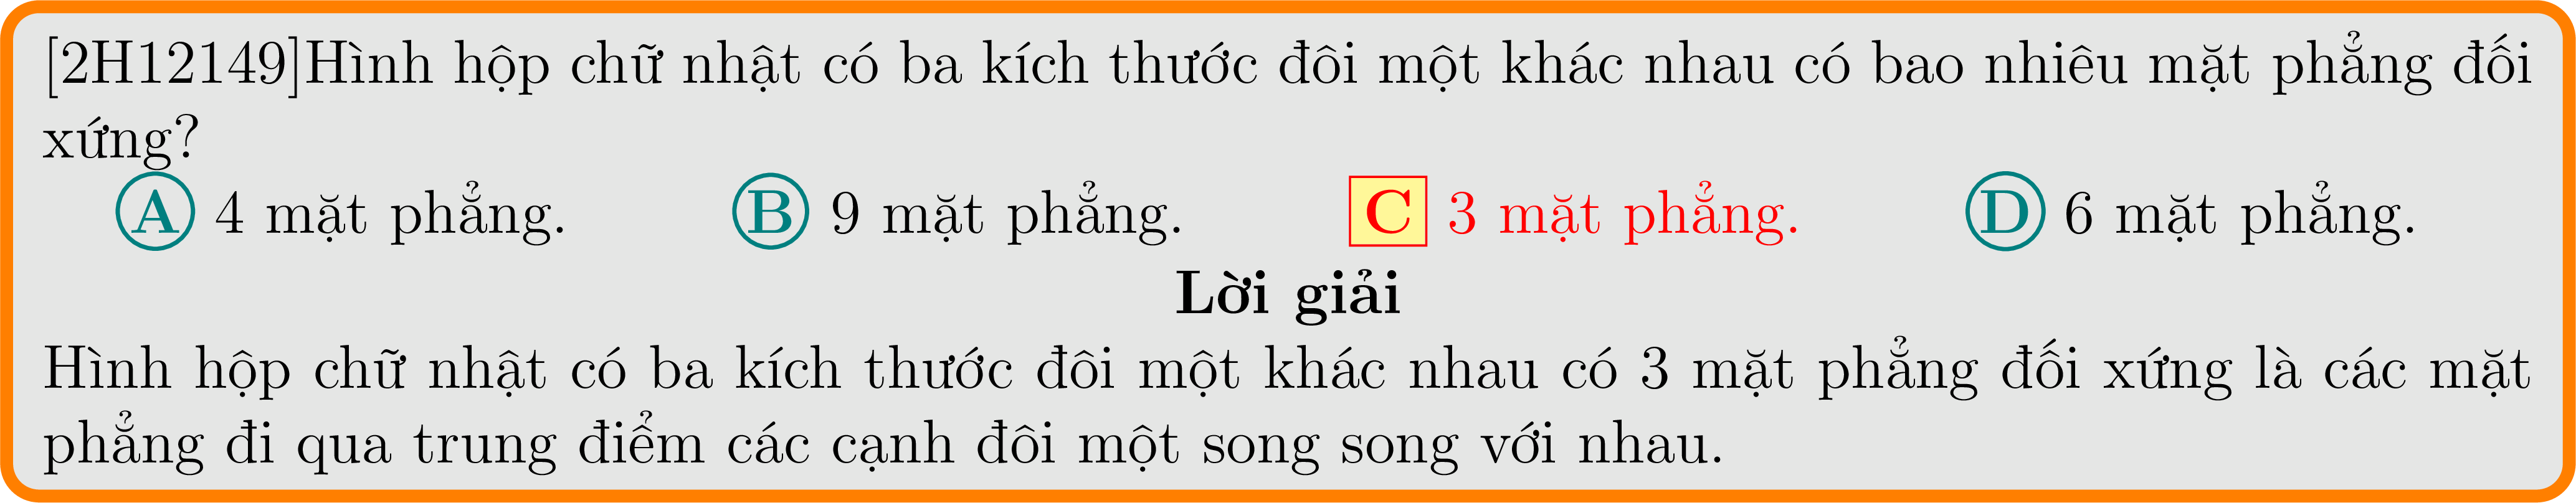 [2H12149]Hình hộp chữ nhật có ba kích thước đôi một khác nhau có bao nhiêu mặt phẳng đối
xứng?
A 4 mặt phẳng. B 9 mặt phẳng. C 3 mặt phẳng. D 6 mặt phẳng.
Lời giải
Hình hộp chữ nhật có ba kích thước đôi một khác nhau có 3 mặt phẳng đối xứng là các mặt
phẳng đi qua trung điểm các cạnh đôi một song song với nhau.